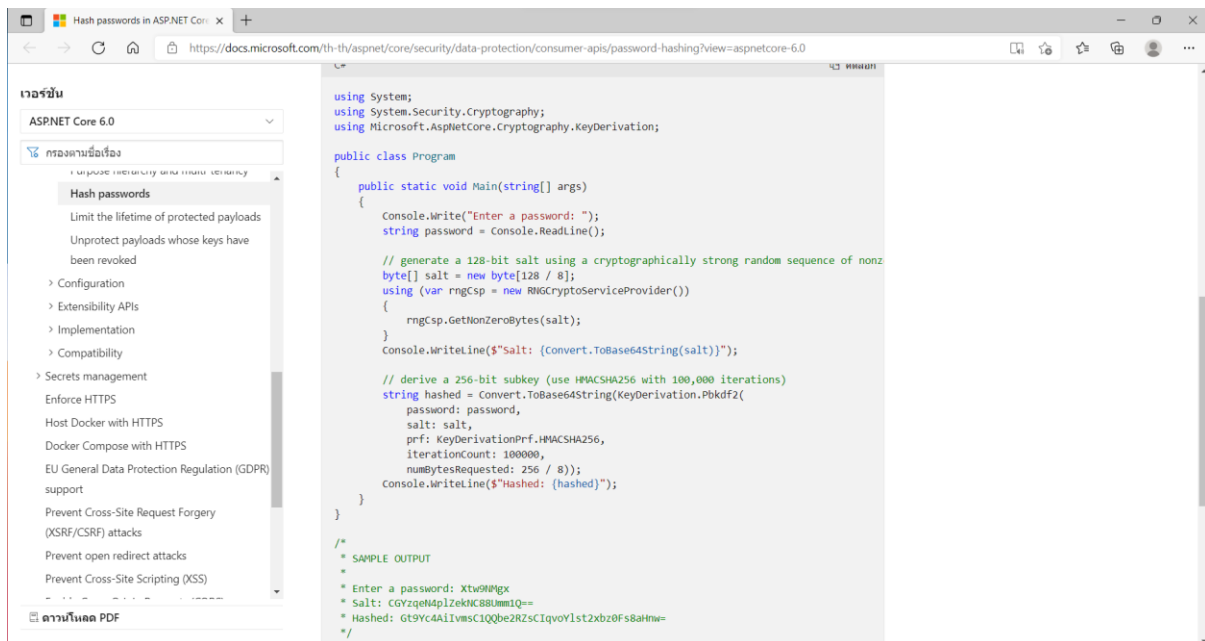 Hash passwords in ASP.NET Core
https://docs.microsoft.com/th-th/aspnet/core/security/data-protection/consumer-apis/password-hashing?view=aspnetcore-6.0
เวอร์ชัน
ASP.NET Core 6.0
กรองตามชื่อเรื่อง
Purpose hierarchy and multi-tenancy
Hash passwords
Limit the lifetime of protected payloads
Unprotect payloads whose keys have
been revoked
Configuration
Extensibility APIs
Implementation
Compatibility
Secrets management
Enforce HTTPS
Host Docker with HTTPS
Docker Compose with HTTPS
EU General Data Protection Regulation (GDPR)
support
Prevent Cross-Site Request Forgery
(XSRF/CSRF) attacks
Prevent open redirect attacks
Prevent Cross-Site Scripting (XSS)
ดาวน์โหลด PDF
C#
คัดลอก
using System;
using System.Security.Cryptography;
using Microsoft.AspNetCore.Cryptography.KeyDerivation;
public class Program
{
public static void Main(string[] args)
{
Console.Write("Enter a password: ");
string password = Console.ReadLine();
// generate a 128-bit salt using a cryptographically strong random sequence of nonz
byte[] salt = new byte[128 / 8];
using (var rngCsp = new RNGCryptoServiceProvider())
{
rngCsp.GetNonZeroBytes(salt);
}
Console.WriteLine($"Salt: {Convert.ToBase64String(salt)}");
// derive a 256-bit subkey (use HMACSHA256 with 100,000 iterations)
string hashed = Convert.ToBase64String(KeyDerivation.Pbkdf2(
password: password,
salt: salt,
prf: KeyDerivationPrf.HMACSHA256,
iterationCount: 100000,
numBytesRequested: 256 / 8));
Console.WriteLine($"Hashed: {hashed}");
}
}
/*
* SAMPLE OUTPUT
*
* Enter a password: Xtw9NMgx
* Salt: CGYzqeN4plZekNC88Umm1Q==
* Hashed: Gt9Yc4AiIvmsC1QQbe2RZsCIqvoYlst2xbz0Fs8aHnw=
*/